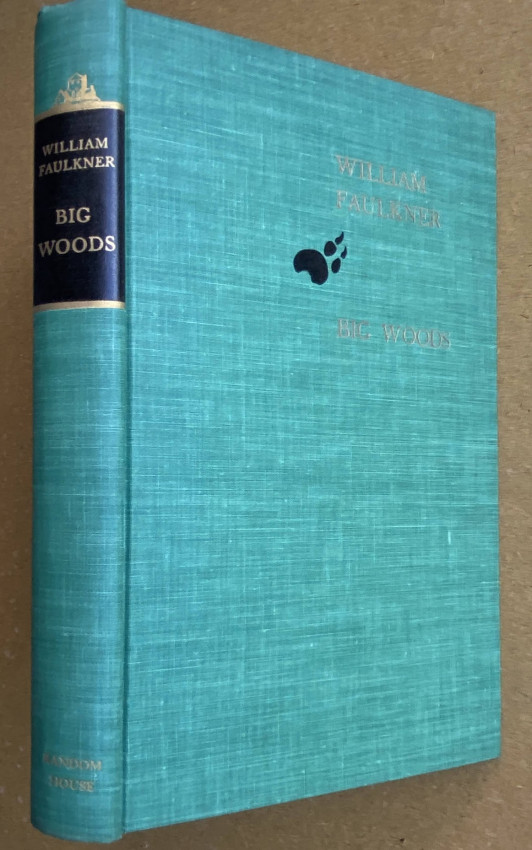 WILLIAM
FAULKNER
BIG
WOODS
RANDOM
HOUSE
WILLIAM
FAULKNER
BIG WOODS